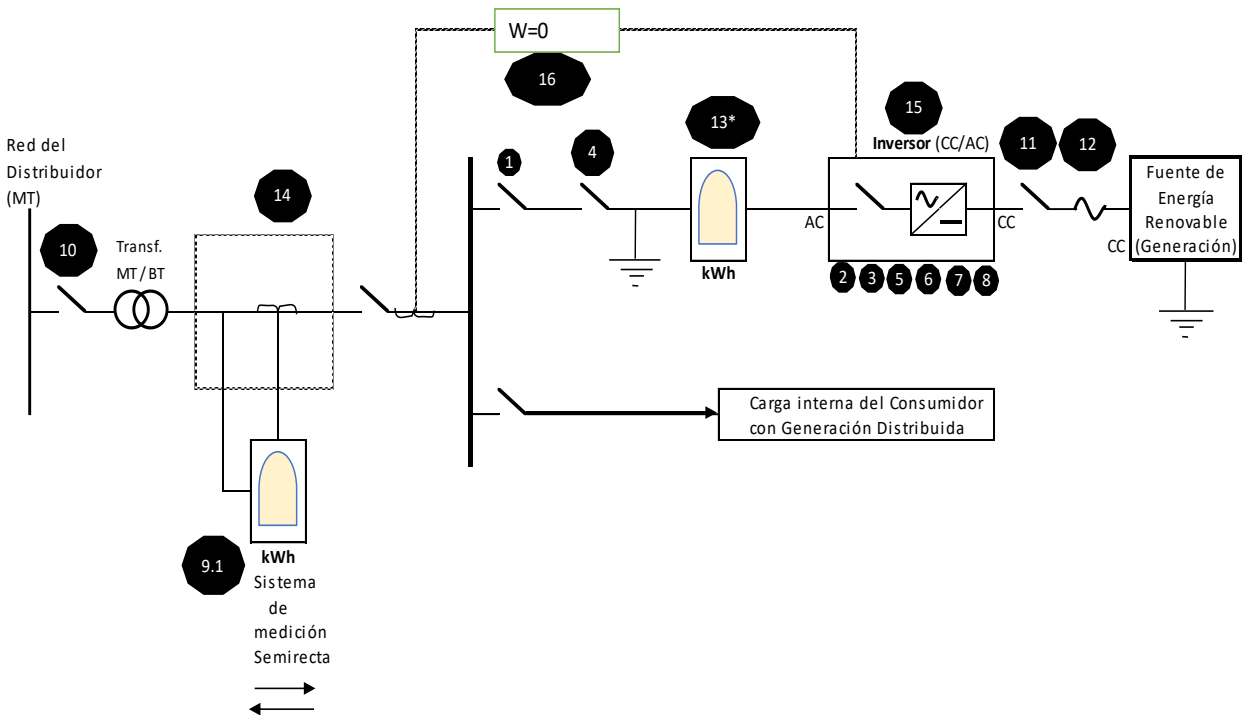 W=0
16
15
13*
Inversor (CC/AC)
11
12
1
4
Red del
Distribuidor
(MT)
14
Fuente de
Energía
Renovable
(Generación)
10
Transf.
MT/BT
AC
CC
CC
kWh
2
3
5
6
7
8
Carga interna del Consumidor
con Generación Distribuida
9.1
kWh
Sistema
de
medición
Semirecta